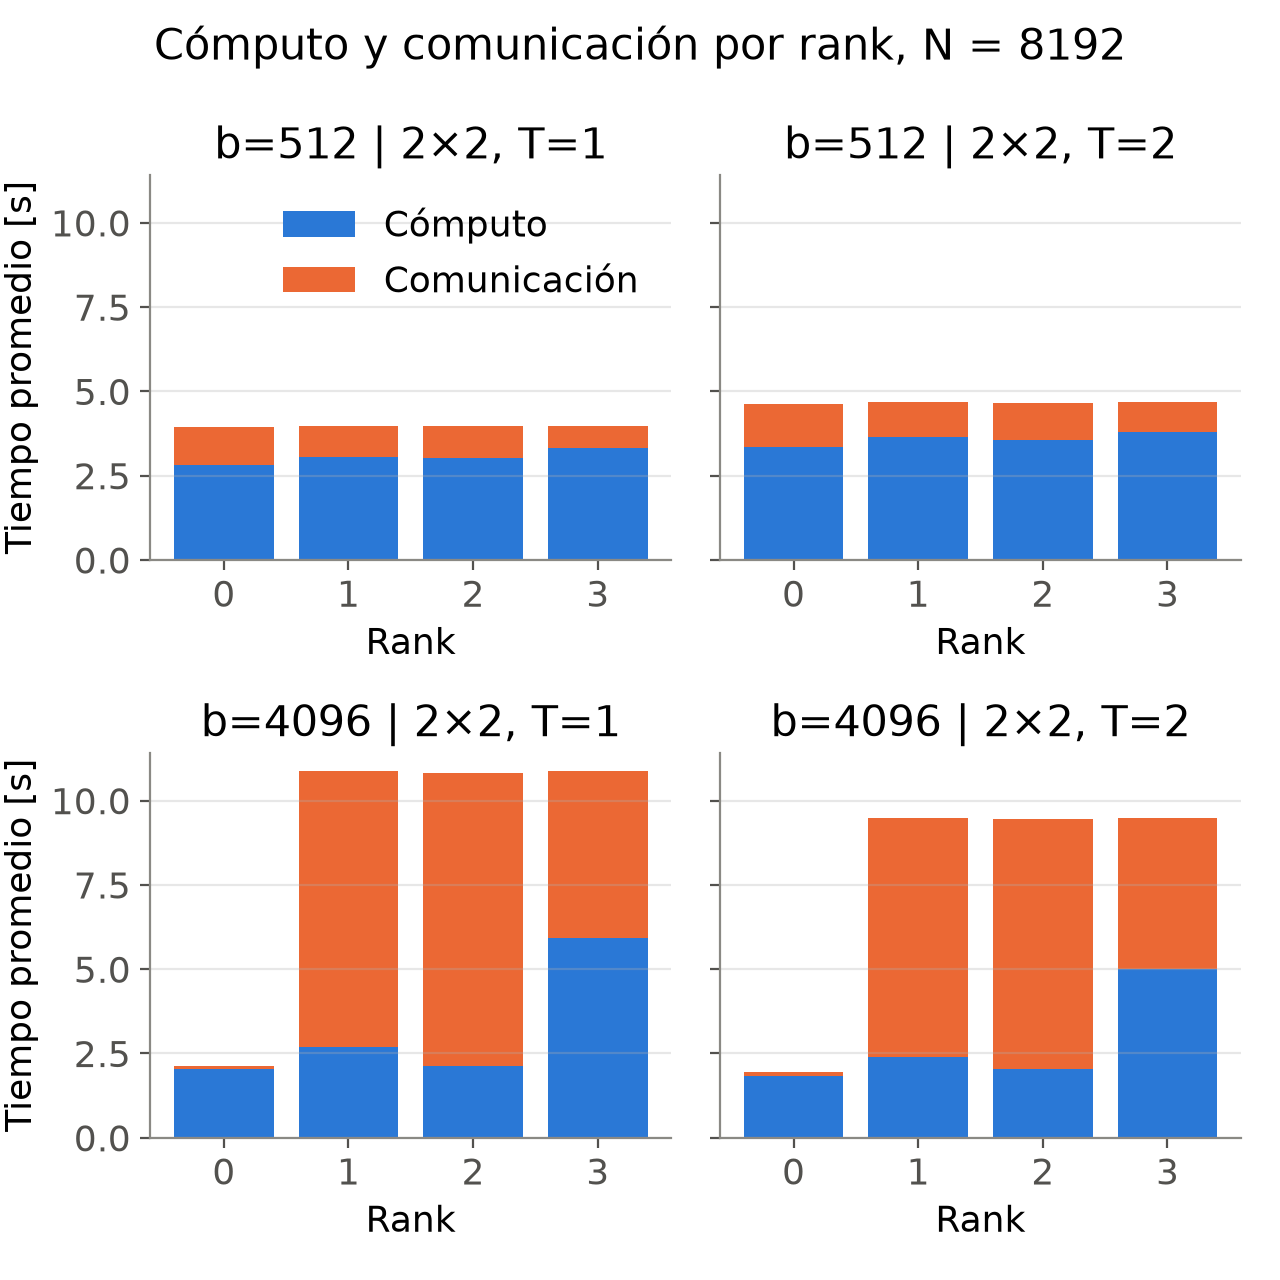 Cómputo y comunicación por rank, N = 8192
b=512 | 2×2, T=1
b=512 | 2×2, T=2
Tiempo promedio [s]
10.0
7.5
5.0
2.5
0.0
Cómputo
Comunicación
0 1 2 3
0 1 2 3
Rank
Rank
b=4096 | 2×2, T=1
b=4096 | 2×2, T=2
Tiempo promedio [s]
10.0
7.5
5.0
2.5
0.0
0 1 2 3
0 1 2 3
Rank
Rank